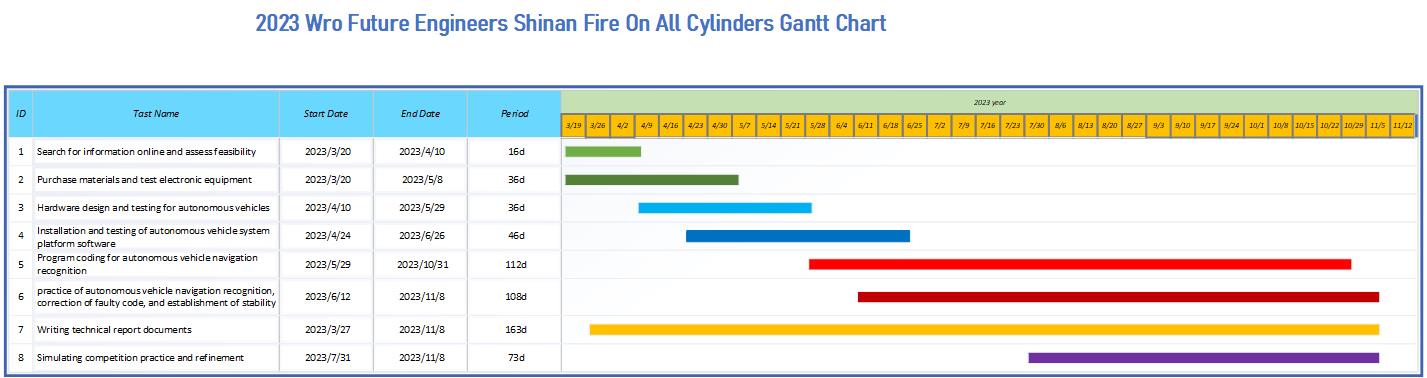 2023 Wro Future Engineers Shinan Fire On All Cylinders Gantt Chart
ID Tast Name Start Date End Date Period 2023 year
3/19 3/26 4/2 4/9 4/16 4/23 4/30 5/7 5/14 5/21 5/28 6/4 6/11 6/18 6/25 7/2 7/9 7/16 7/23 7/30 8/6 8/13 8/20 8/27 9/3 9/10 9/17 9/24 10/1 10/8 10/15 10/22 10/29 11/5 11/12
1 Search for information online and assess feasibility 2023/3/20 2023/4/10 16d
2 Purchase materials and test electronic equipment 2023/3/20 2023/5/8 36d
3 Hardware design and testing for autonomous vehicles 2023/4/10 2023/5/29 36d
4 Installation and testing of autonomous vehicle system
platform software 2023/4/24 2023/6/26 46d
5 Program coding for autonomous vehicle navigation
recognition 2023/5/29 2023/10/31 112d
6 practice of autonomous vehicle navigation recognition,
correction of faulty code, and establishment of stability 2023/6/12 2023/11/8 108d
7 Writing technical report documents 2023/3/27 2023/11/8 163d
8 Simulating competition practice and refinement 2023/7/31 2023/11/8 73d